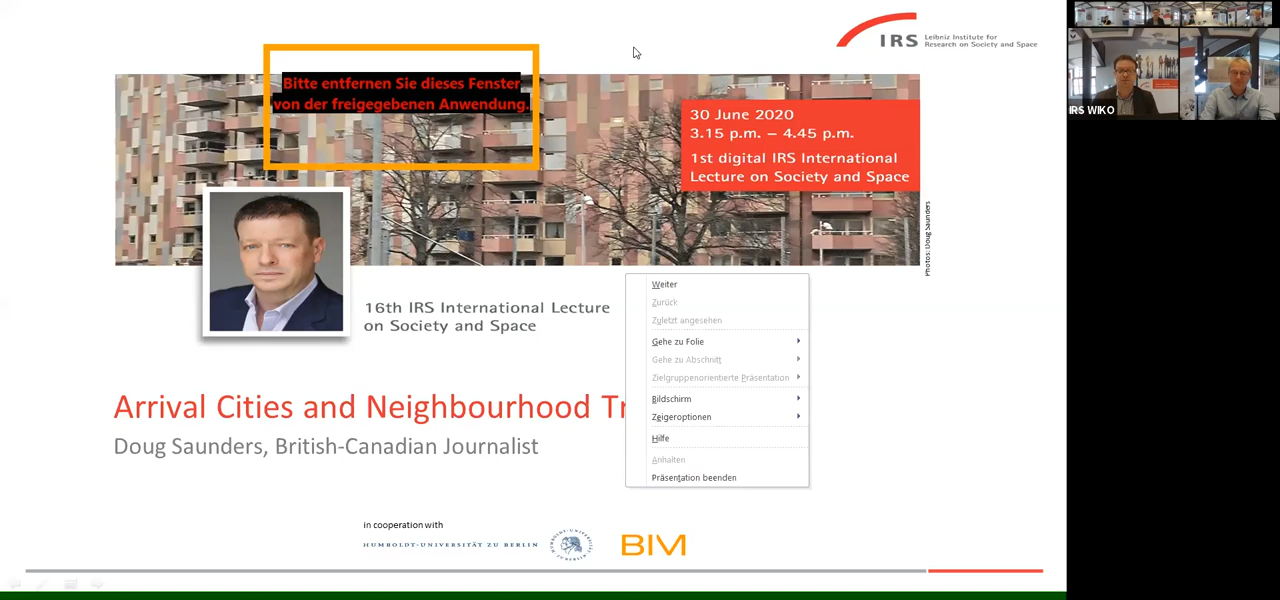 IRS Leibniz Institute for
Research on Society and Space
Bitte entfernen Sie dieses Fenster
von der freigegebenen Anwendung.
30 June 2020
3.15 p.m. – 4.45 p.m.
1st digital IRS International
Lecture on Society and Space
IRS WIKO
Photos: Doug Saunders
16th IRS International Lecture
on Society and Space
Weiter
Zurück
Zuletzt angesehen
Gehe zu Folie
Gehe zu Abschnitt
Zielgruppenorientierte Präsentation
Bildschirm
Zeigeroptionen
Hilfe
Anhalten
Präsentation beenden
Arrival Cities and Neighbourhood Tr
Doug Saunders, British-Canadian Journalist
in cooperation with
HUMBOLDT-UNIVERSITÄT ZU BERLIN
BIM